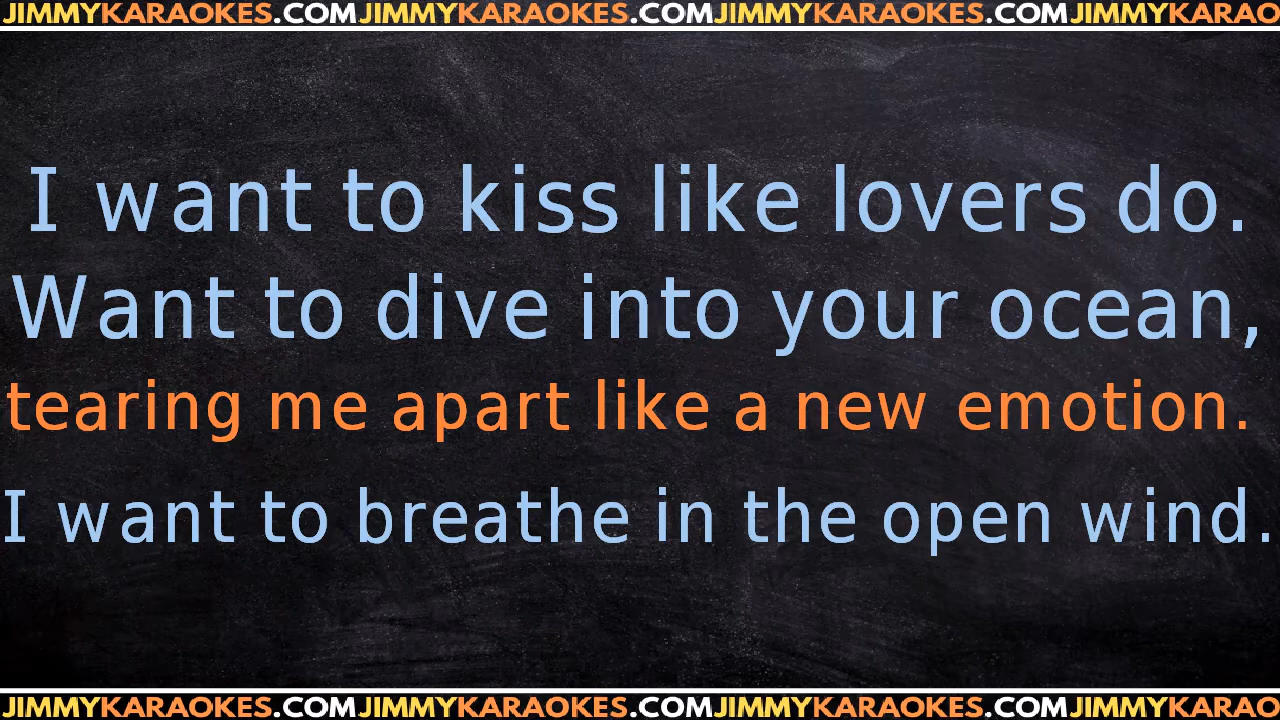 JIMMYKARAOKES.COMJIMMYKARAOKES.COMJIMMYKARAOKES.COMJIMMYKARAO
I want to kiss like lovers do.
Want to dive into your ocean,
tearing me apart like a new emotion.
I want to breathe in the open wind.
JIMMYKARAOKES.COMJIMMYKARAOKES.COMJIMMYKARAOKES.COMJIMMYKARAO